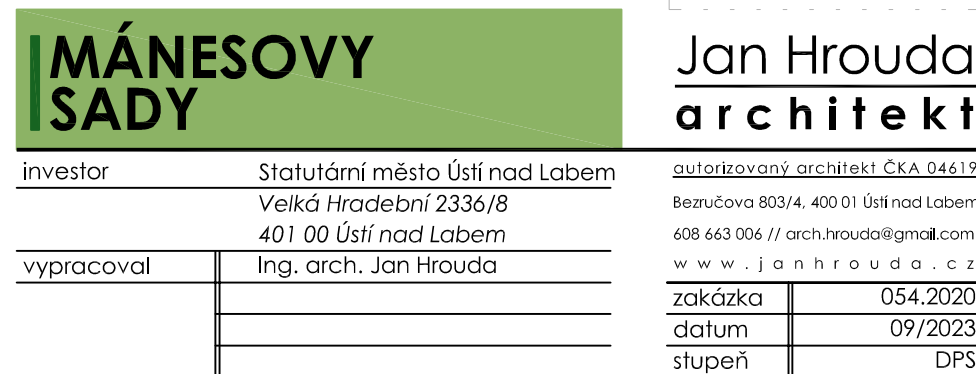 MÁNESOVY
SADY
Jan Hrouda
architekt
investor Statutární město Ústí nad Labem
Velká Hradební 2336/8
401 00 Ústí nad Labem
vypracoval Ing. arch. Jan Hrouda
autorizovaný architekt ČKA 04619
Bezručova 803/4, 400 01 Ústí nad Labem
608 663 006 // arch.hrouda@gmail.com
www.janhrouda.cz
zakázka 054.2020
datum 09/2023
stupeň DPS